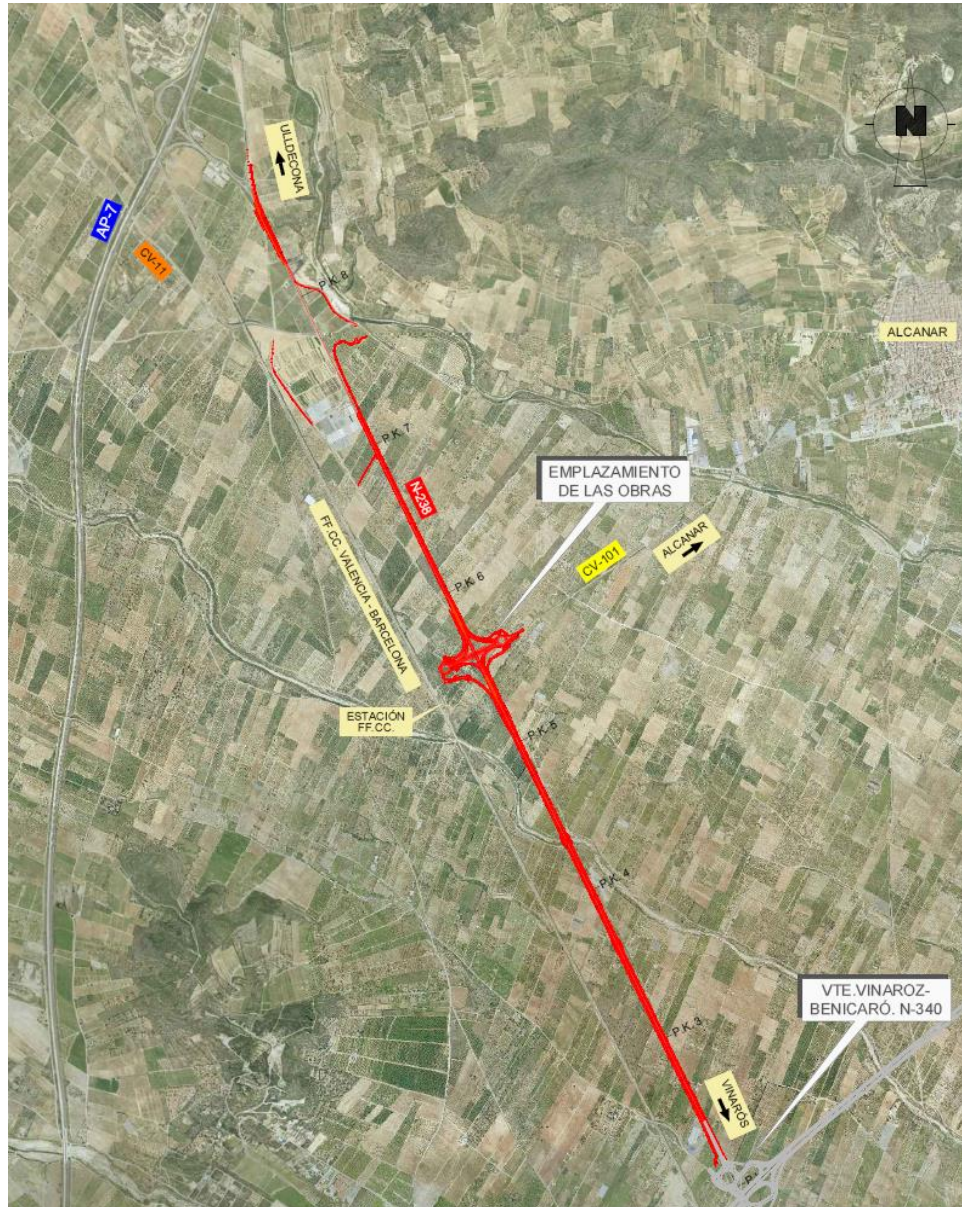 N
ULLDECONA
AP-7
CV-11
P.K. 8
ALCANAR
P.K. 7
EMPLAZAMIENTO
DE LAS OBRAS
N-238
FF.CC. VALENCIA - BARCELONA
CV-101
ALCANAR
P.K. 6
ESTACIÓN
FF.CC.
P.K. 5
P.K. 4
VTE.VINAROZ-
BENICARÓ. N-340
P.K. 3
VINARÒS